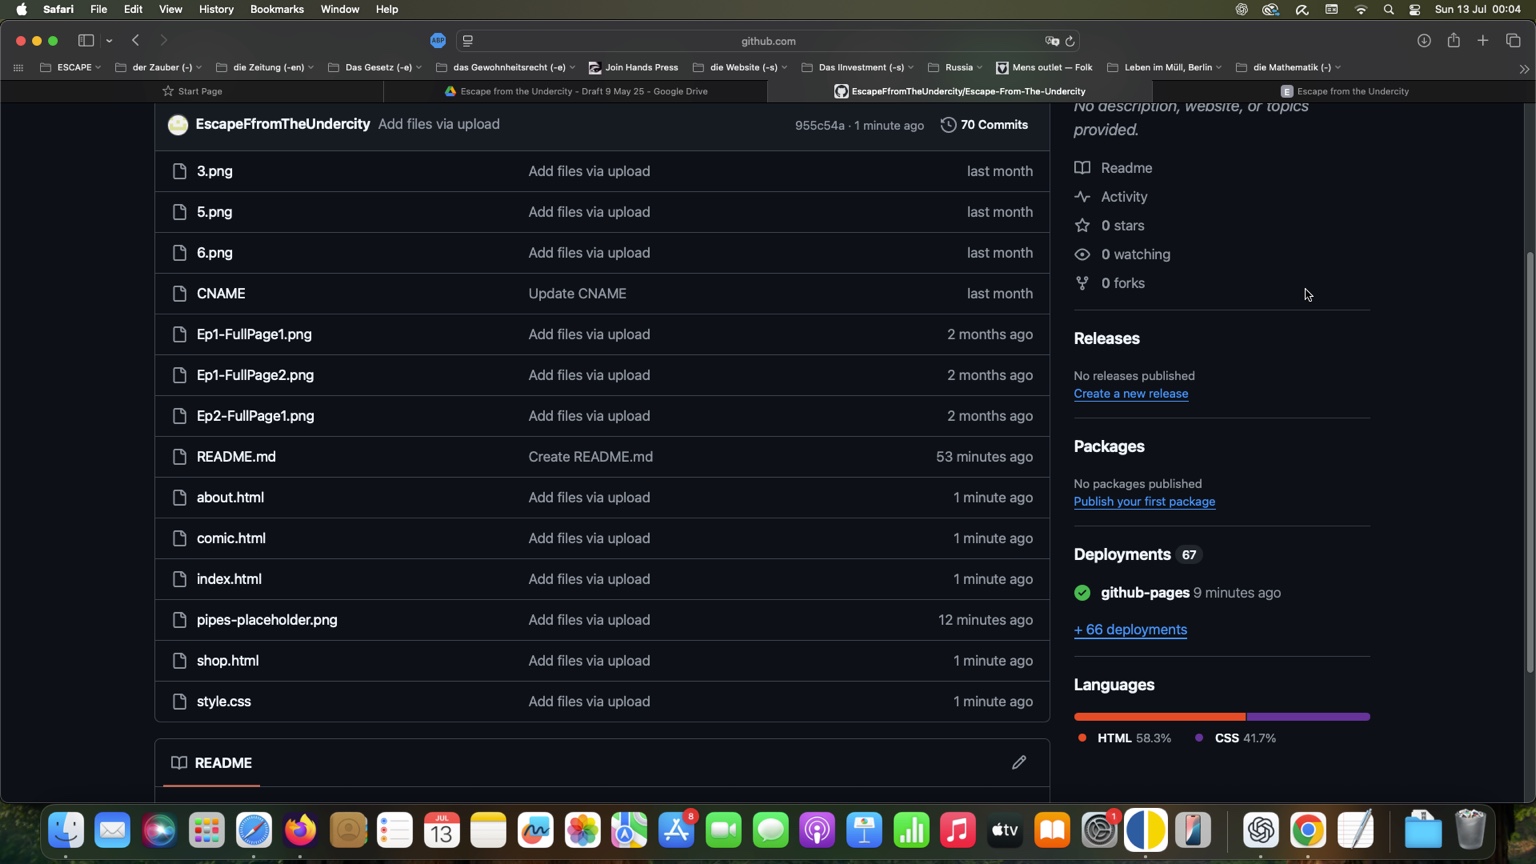 Safari File Edit View History Bookmarks Window Help Sun 13 Jul 00:04
ABP github.com
ESCAPE der Zauber (-) die Zeitung (-en) Das Gesetz (-e) das Gewohnheitsrecht (-e) Join Hands Press die Website (-s) Das IInvestment (-s) Russia Mens outlet — Folk Leben im Müll, Berlin die Mathematik (-)
Start Page Escape from the Undercity - Draft 9 May 25 - Google Drive EscapeFfromTheUndercity/Escape-From-The-Undercity E Escape from the Undercity
No description, website, or topics
provided.
EscapeFfromTheUndercity Add files via upload 955c54a · 1 minute ago 70 Commits
3.png Add files via upload last month
5.png Add files via upload last month
6.png Add files via upload last month
CNAME Update CNAME last month
Ep1-FullPage1.png Add files via upload 2 months ago
Ep1-FullPage2.png Add files via upload 2 months ago
Ep2-FullPage1.png Add files via upload 2 months ago
README.md Create README.md 53 minutes ago
about.html Add files via upload 1 minute ago
comic.html Add files via upload 1 minute ago
index.html Add files via upload 1 minute ago
pipes-placeholder.png Add files via upload 12 minutes ago
shop.html Add files via upload 1 minute ago
style.css Add files via upload 1 minute ago
README
Readme
Activity
0 stars
0 watching
0 forks
Releases
No releases published
Create a new release
Packages
No packages published
Publish your first package
Deployments 67
github-pages 9 minutes ago
+ 66 deployments
Languages
HTML 58.3% CSS 41.7%
JUL
13
8
tv
1